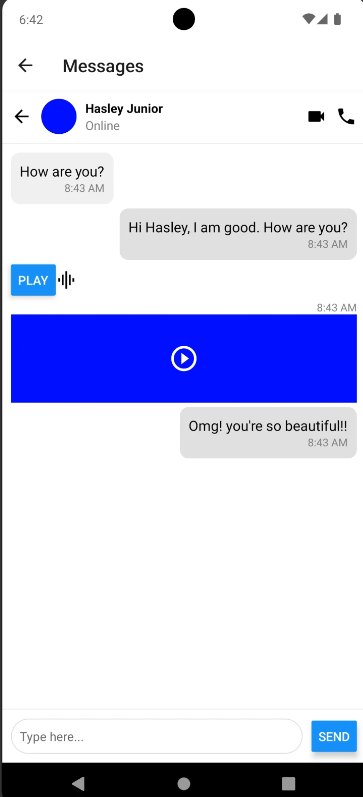 6:42
Messages
Hasley Junior
Online
How are you?
8:43 AM
Hi Hasley, I am good. How are you?
8:43 AM
PLAY
8:43 AM
Omg! you're so beautiful!!
8:43 AM
Type here...
SEND